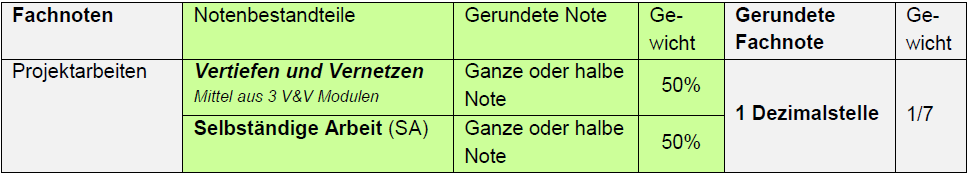 Fachnoten Notenbestandteile Gerundete Note Ge- Gerundete Ge-
wicht Fachnote wicht
Projektarbeiten Vertiefen und Vernetzen Ganze oder halbe 50% 1 Dezimalstelle 1/7
Mittel aus 3 V&V Modulen Note
Selbständige Arbeit (SA) Ganze oder halbe 50%
Note